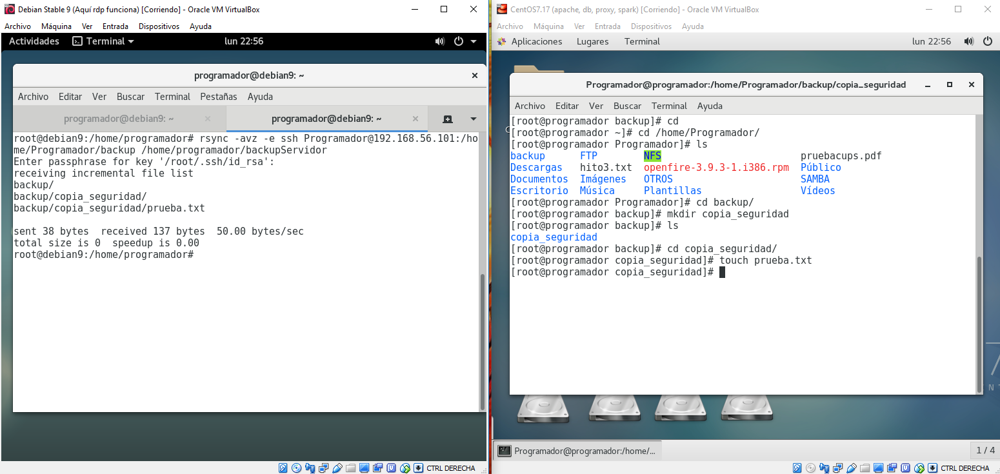 Debian Stable 9 (Aquí rdp funciona) [Corriendo] - Oracle VM VirtualBox
Archivo Máquina Ver Entrada Dispositivos Ayuda
Actividades Terminal lun 22:56
programador@debian9: ~
Archivo Editar Ver Buscar Terminal Pestañas Ayuda
programador@debian9: ~ programador@debian9: ~
root@debian9:/home/programador# rsync -avz -e ssh Programador@192.168.56.101:/ho
me/Programador/backup /home/programador/backupServidor
Enter passphrase for key '/root/.ssh/id_rsa':
receiving incremental file list
backup/
backup/copia_seguridad/
backup/copia_seguridad/prueba.txt
sent 38 bytes  received 137 bytes  50.00 bytes/sec
total size is 0  speedup is 0.00
root@debian9:/home/programador#
CTRL DERECHA
CentOS7.17 (apache, db, proxy, spark) [Corriendo] - Oracle VM VirtualBox
Archivo Máquina Ver Entrada Dispositivos Ayuda
Aplicaciones Lugares Terminal lun 22:56
Programador@programador:/home/Programador/backup/copia_seguridad
Archivo Editar Ver Buscar Terminal Ayuda
[root@programador backup]# cd
[root@programador ~]# cd /home/Programador/
[root@programador Programador]# ls
backup FTP NFS pruebacups.pdf
Descargas hito3.txt openfire-3.9.3-1.i386.rpm Público
Documentos Imágenes OTROS SAMBA
Escritorio Música Plantillas Vídeos
[root@programador Programador]# cd backup/
[root@programador backup]# mkdir copia_seguridad
[root@programador backup]# ls
copia_seguridad
[root@programador backup]# cd copia_seguridad/
[root@programador copia_seguridad]# touch prueba.txt
[root@programador copia_seguridad]#
Programador@programador:/home/... 1 / 4
CTRL DERECHA